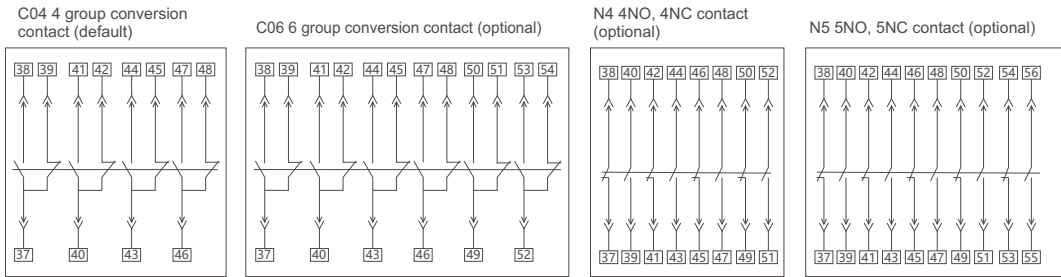 C04 4 group conversion
contact (default)
38 39 41 42 44 45 47 48
37 40 43 46
C06 6 group conversion contact (optional)
38 39 41 42 44 45 47 48 50 51 53 54
37 40 43 46 49 52
N4 4NO, 4NC contact
(optional)
38 40 42 44 46 48 50 52
37 39 41 43 45 47 49 51
N5 5NO, 5NC contact (optional)
38 40 42 44 46 48 50 52 54 56
37 39 41 43 45 47 49 51 53 55